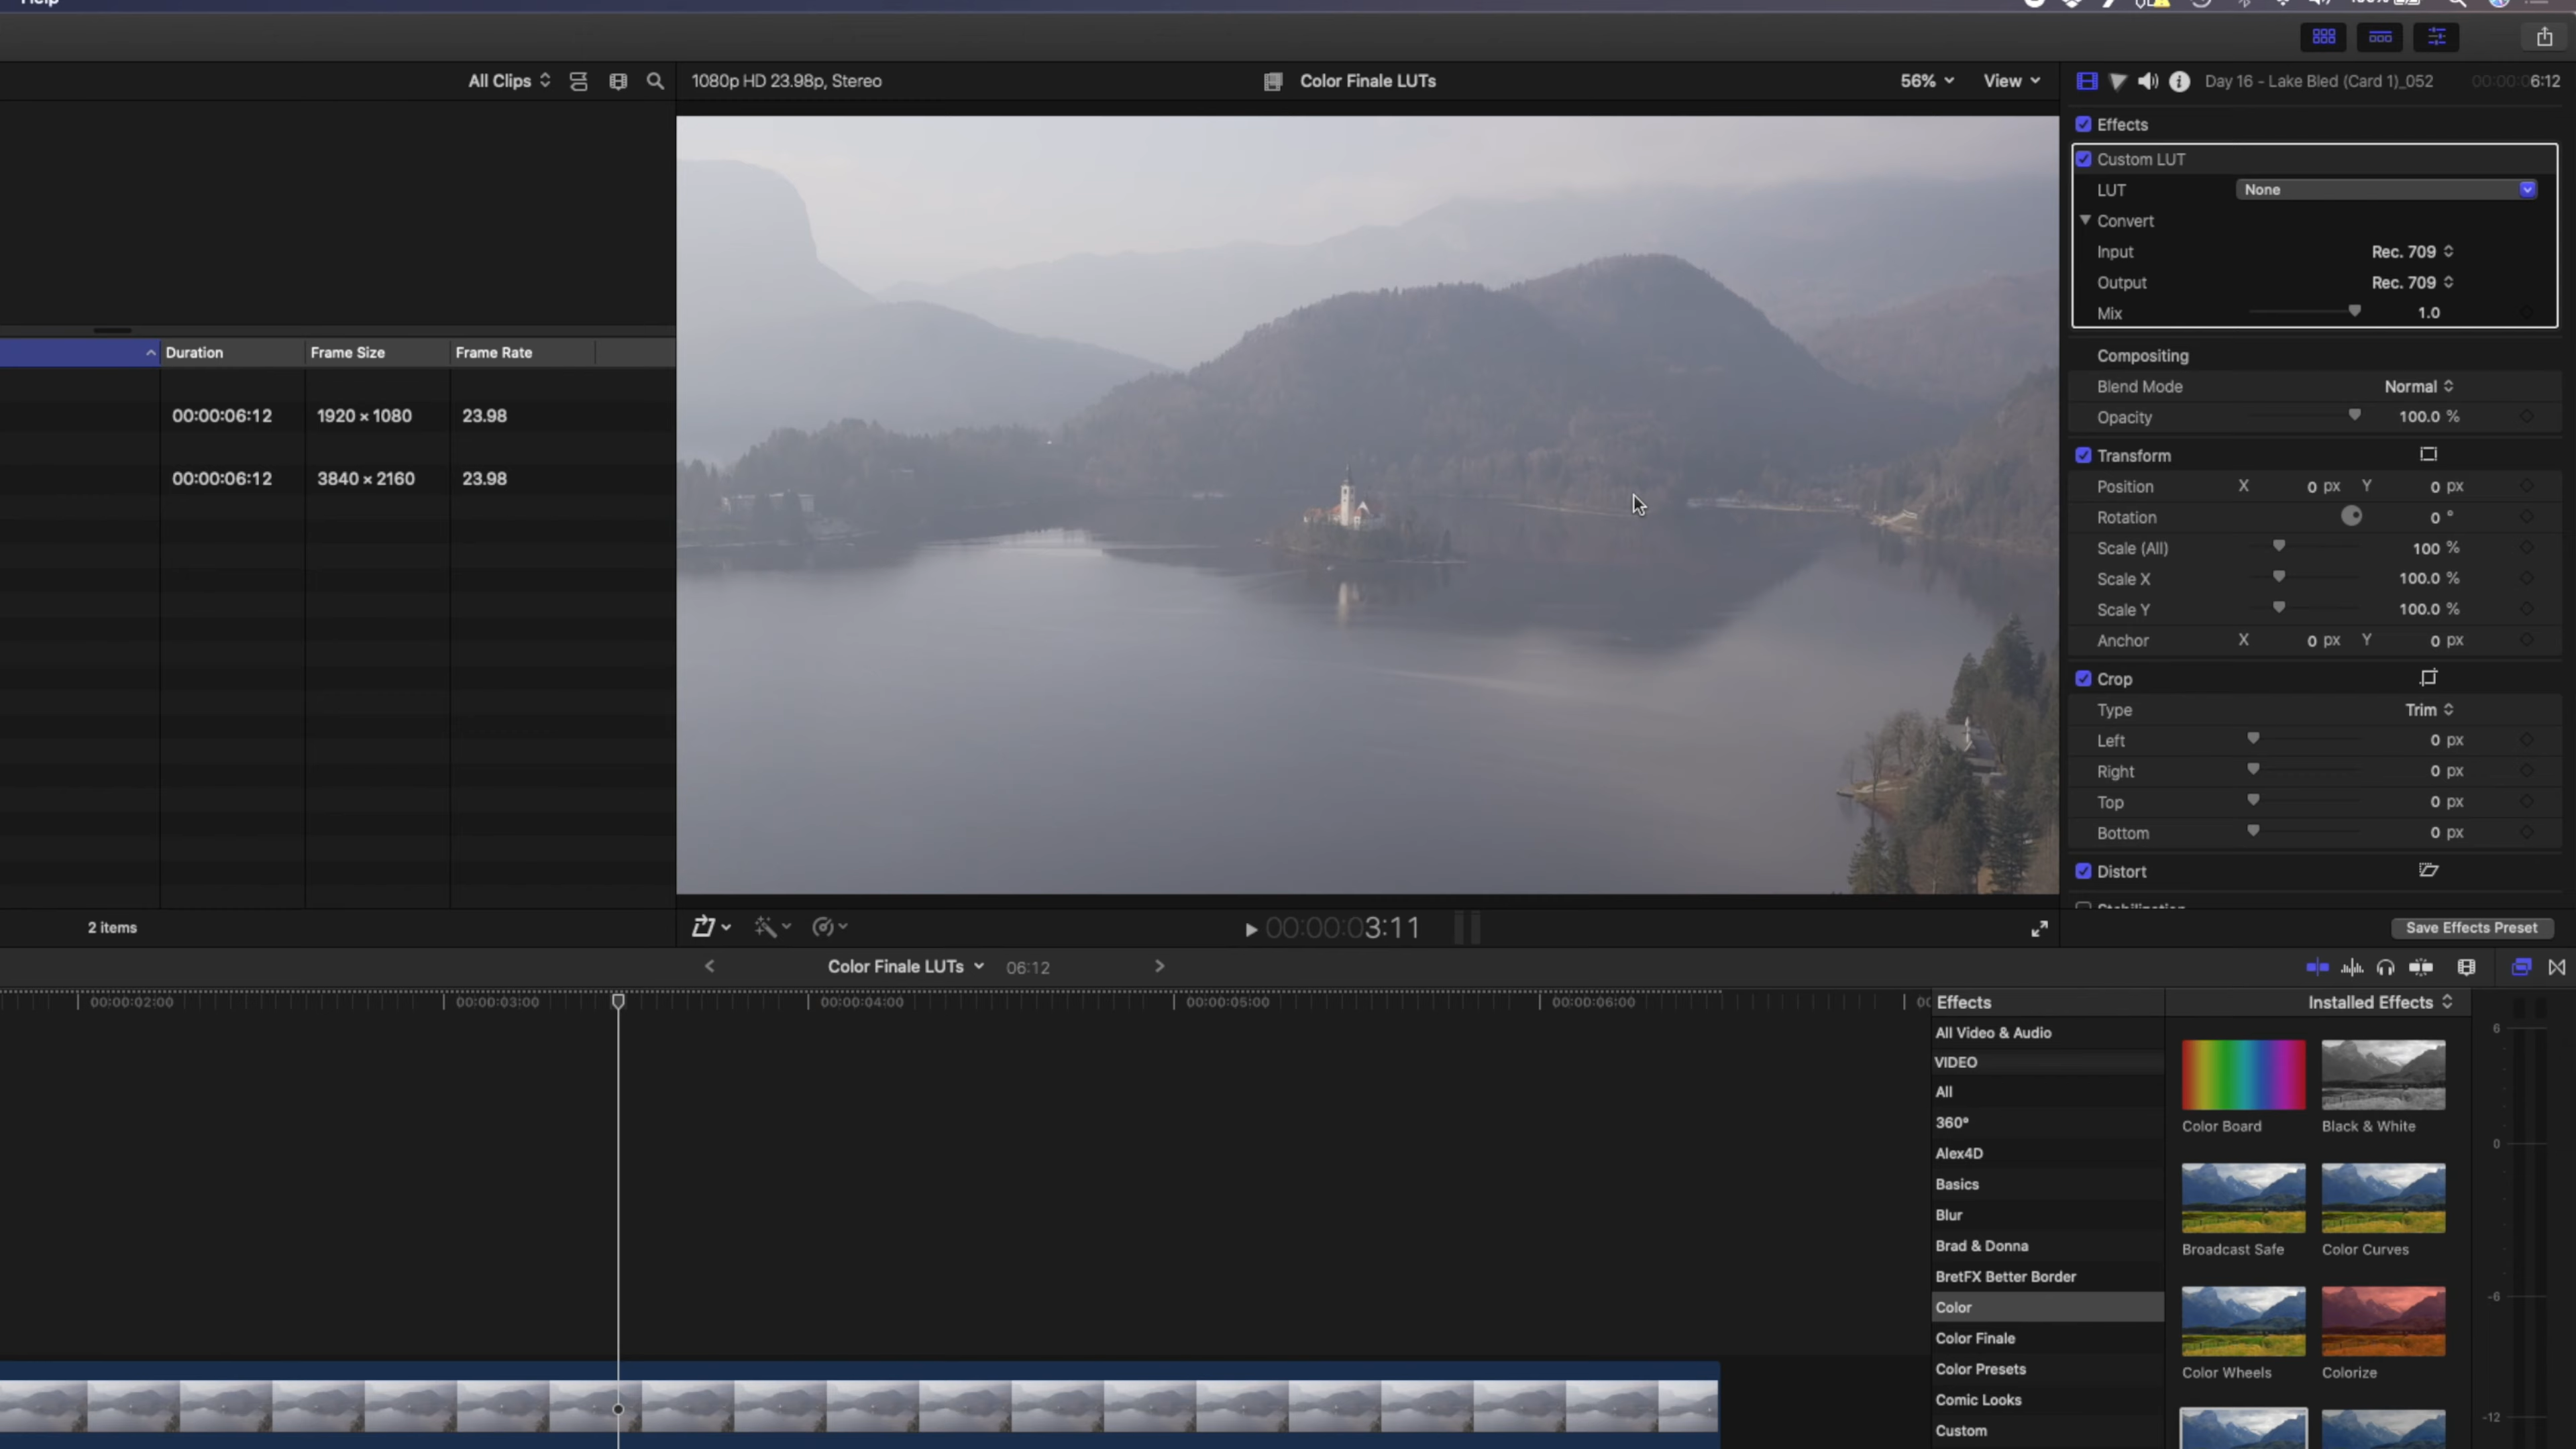 Help
100%
All Clips
1080p HD 23.98p, Stereo
Color Finale LUTs
56%
View
Day 16 - Lake Bled (Card 1)_052
00:00:06:12
Effects
Custom LUT
LUT None
Convert
Input Rec. 709
Output Rec. 709
Mix 1.0
Compositing
Blend Mode Normal
Opacity 100.0 %
Transform
Position X 0 px Y 0 px
Rotation 0 °
Scale (All) 100 %
Scale X 100.0 %
Scale Y 100.0 %
Anchor X 0 px Y 0 px
Crop
Type Trim
Left 0 px
Right 0 px
Top 0 px
Bottom 0 px
Distort
Stabilization
Save Effects Preset
Duration Frame Size Frame Rate
00:00:06:12 1920 × 1080 23.98
00:00:06:12 3840 × 2160 23.98
2 items
00:00:03:11
Color Finale LUTs 06:12
00:00:02:00 00:00:03:00 00:00:04:00 00:00:05:00 00:00:06:00
Effects
Installed Effects
All Video & Audio
VIDEO
All
360°
Alex4D
Basics
Blur
Brad & Donna
BretFX Better Border
Color
Color Finale
Color Presets
Comic Looks
Custom
Color Board Black & White
Broadcast Safe Color Curves
Color Wheels Colorize
6
0
-6
-12